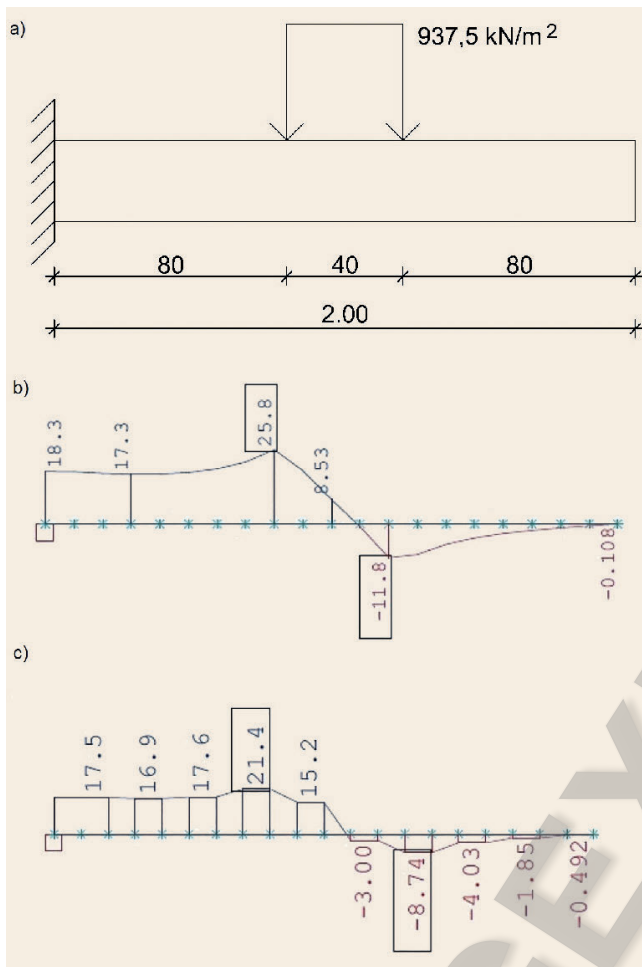 a)
937,5 kN/m²
80 40 80
2.00
b)
18.3 17.3 25.8 8.53 -11.8 -0.108
c)
17.5 16.9 17.6 21.4 15.2 -3.00 -8.74 -4.03 -1.85 -0.492